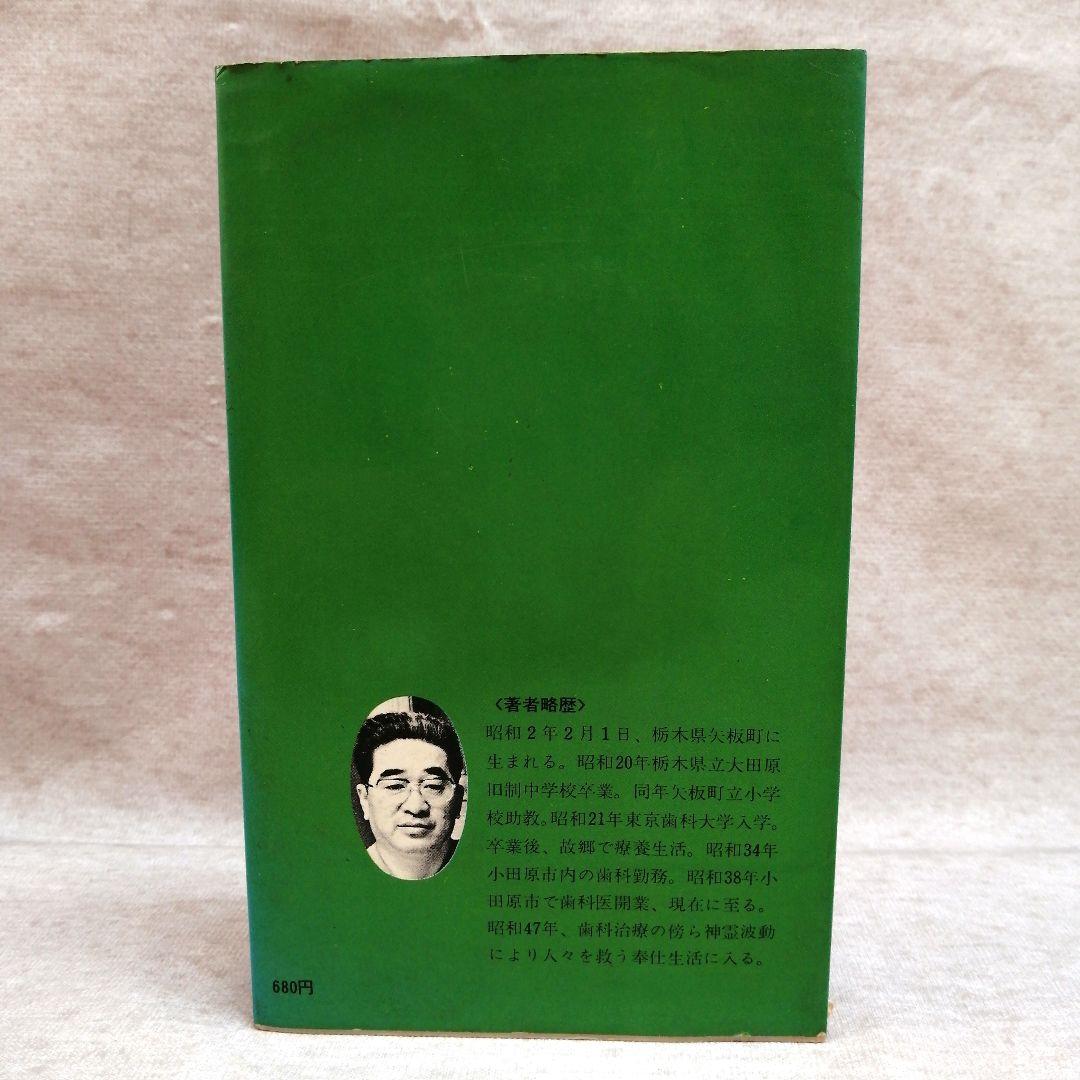 〈著者略歴〉
昭和2年2月1日、栃木県矢板町に
生まれる。昭和20年栃木県立大田原
旧制中学校卒業。同年矢板町立小学
校助教。昭和21年東京歯科大学入学。
卒業後、故郷で療養生活。昭和34年
小田原市内の歯科勤務。昭和38年小
田原市で歯科医開業、現在に至る。
昭和47年、歯科治療の傍ら神霊波動
により人々を救う奉仕生活に入る。
680円